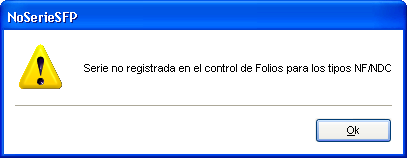 NoSerieSFP
Serie no registrada en el control de Folios para los tipos NF/NDC
Ok